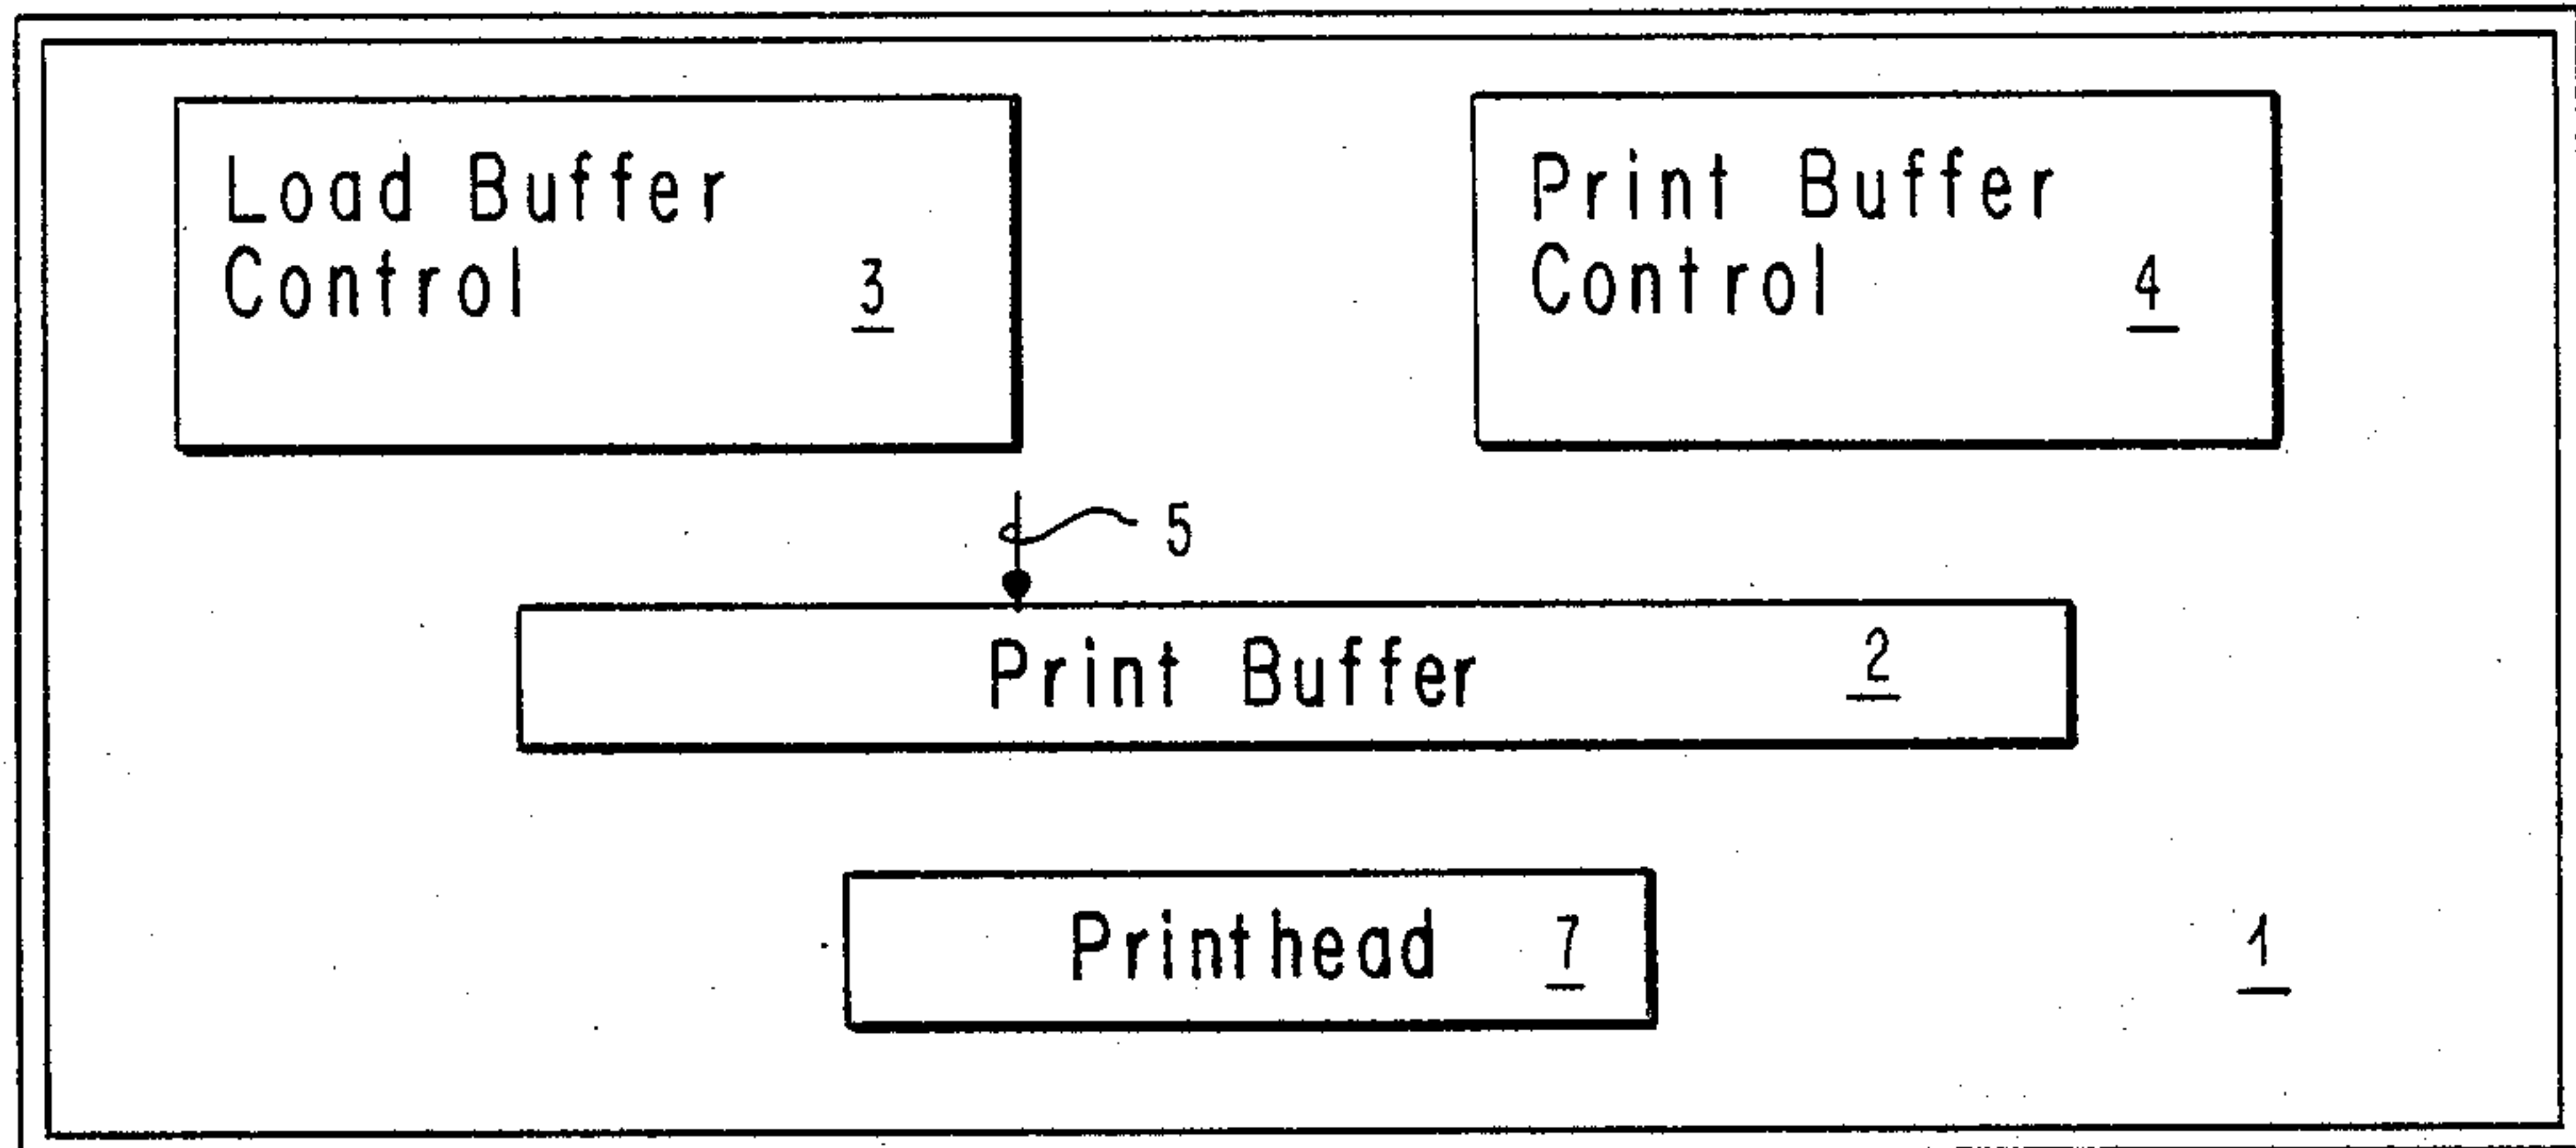 Load Buffer
Control 3
Print Buffer
Control 4
5
Print Buffer 2
Printhead 7
1